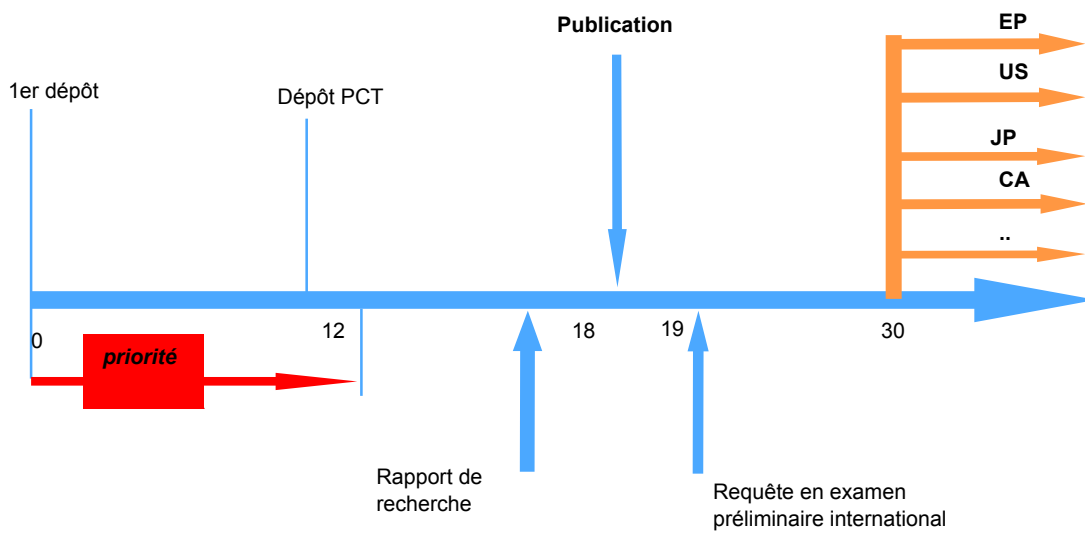 Publication
EP
US
JP
CA
..
1er dépôt
Dépôt PCT
0
12
18
19
30
priorité
Rapport de
recherche
Requête en examen
préliminaire international